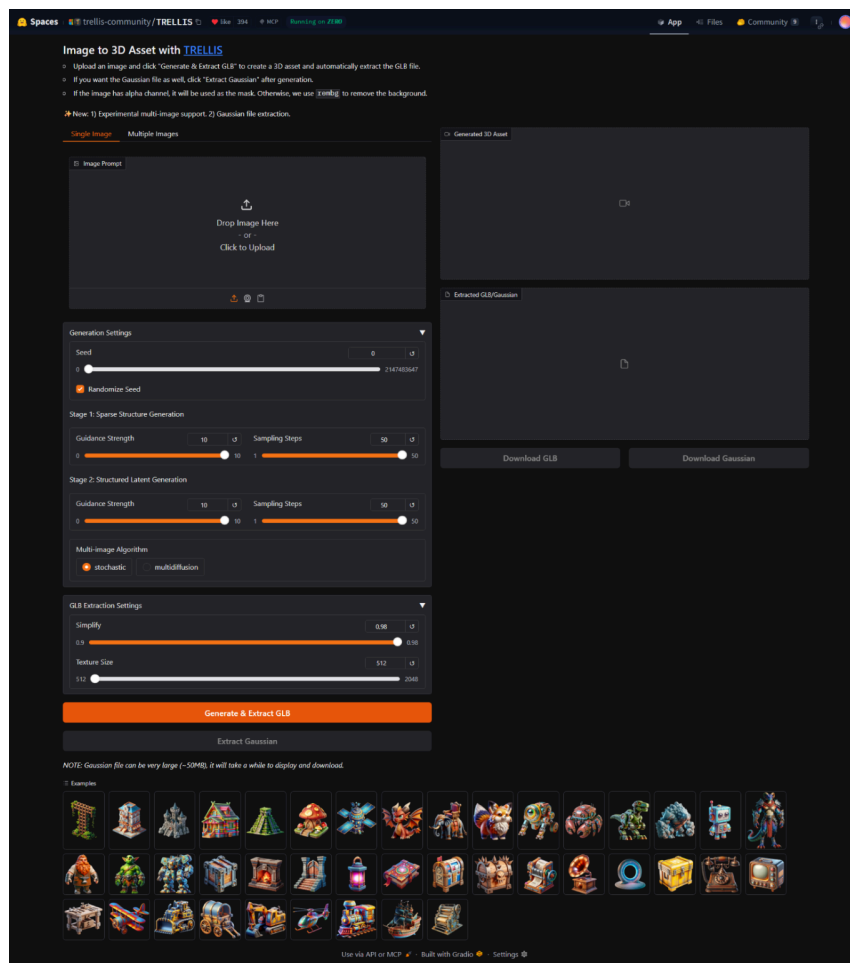 Spaces trellis-community/TRELLIS like 394 MCP Running on ZERO App Files Community 9
Image to 3D Asset with TRELLIS
Upload an image and click "Generate & Extract GLB" to create a 3D asset and automatically extract the GLB file.
If you want the Gaussian file as well, click "Extract Gaussian" after generation.
If the image has alpha channel, it will be used as the mask. Otherwise, we use rembg to remove the background.
✨New: 1) Experimental multi-image support. 2) Gaussian file extraction.
Single Image Multiple Images
Generated 3D Asset
Image Prompt
Drop Image Here
- or -
Click to Upload
Extracted GLB/Gaussian
Generation Settings
Seed 0
0 2147483647
Randomize Seed
Stage 1: Sparse Structure Generation
Guidance Strength 10 Sampling Steps 50
0 10 1 50
Download GLB Download Gaussian
Stage 2: Structured Latent Generation
Guidance Strength 10 Sampling Steps 50
0 10 1 50
Multi-image Algorithm
stochastic multidiffusion
GLB Extraction Settings
Simplify 0.98
0.9 0.98
Texture Size 512
512 2048
Generate & Extract GLB
Extract Gaussian
NOTE: Gaussian file can be very large (~50MB), it will take a while to display and download.
Examples
Use via API or MCP · Built with Gradio · Settings